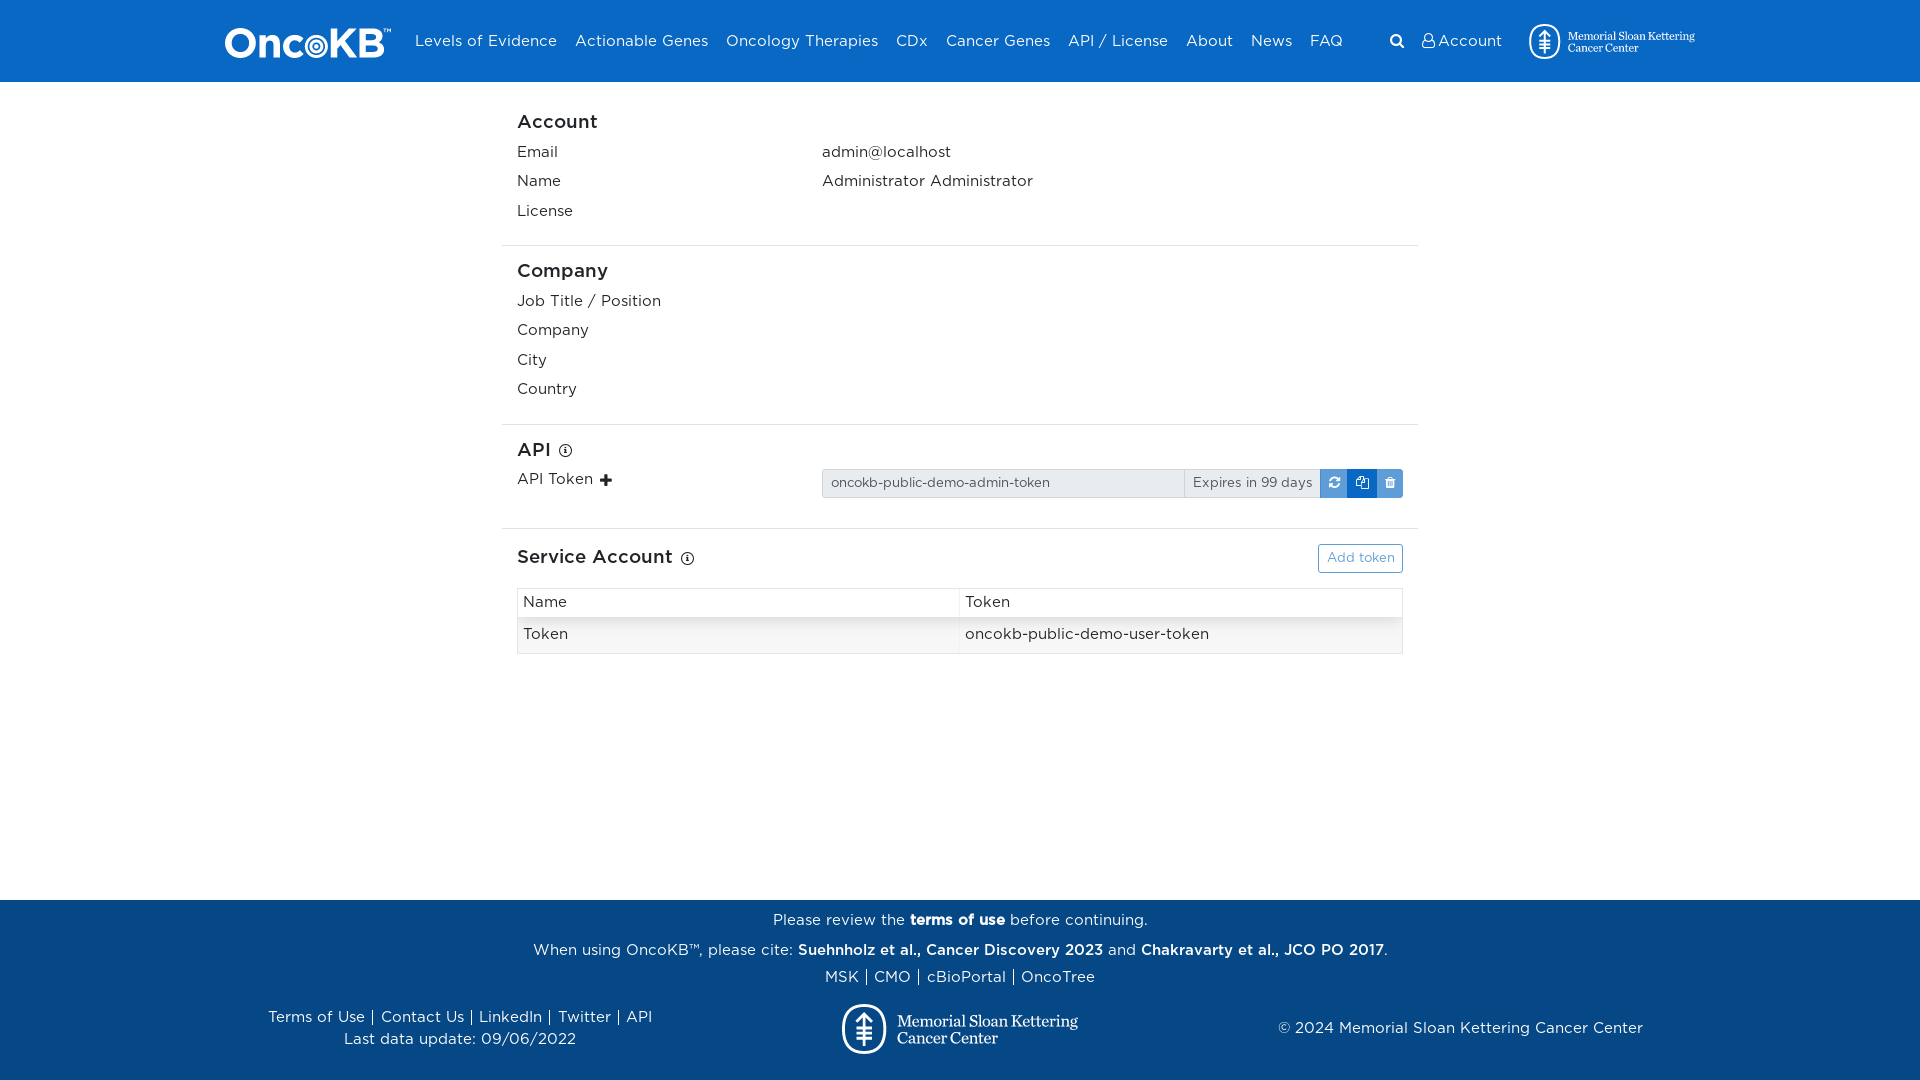 OncoKB™
Levels of Evidence
Actionable Genes
Oncology Therapies
CDx
Cancer Genes
API / License
About
News
FAQ
Account
Memorial Sloan Kettering
Cancer Center
Account
Email
admin@localhost
Name
Administrator Administrator
License
Company
Job Title / Position
Company
City
Country
API
API Token
oncokb-public-demo-admin-token
Expires in 99 days
Service Account
Add token
Name
Token
Token
oncokb-public-demo-user-token
Please review the terms of use before continuing.
When using OncoKB™, please cite: Suehnholz et al., Cancer Discovery 2023 and Chakravarty et al., JCO PO 2017.
MSK | CMO | cBioPortal | OncoTree
Terms of Use | Contact Us | LinkedIn | Twitter | API
Last data update: 09/06/2022
Memorial Sloan Kettering
Cancer Center
© 2024 Memorial Sloan Kettering Cancer Center